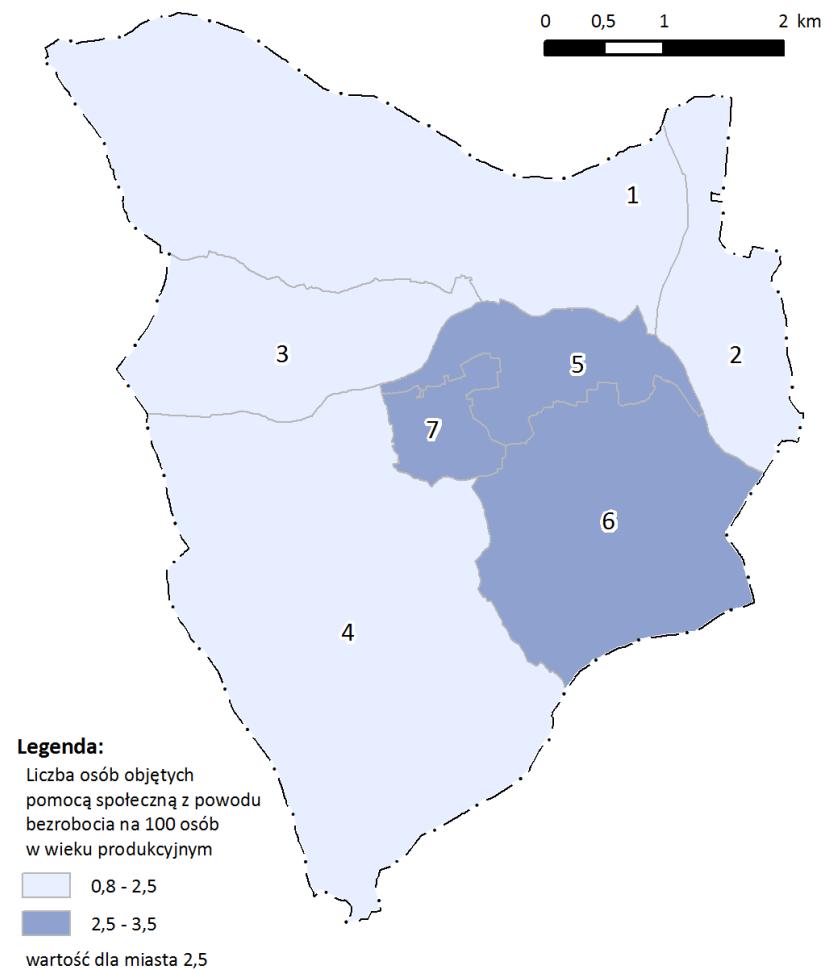 0 0,5 1 2 km
1
2
3
5
7
6
4
Legenda:
Liczba osób objętych
pomocą społeczną z powodu
bezrobocia na 100 osób
w wieku produkcyjnym
0,8 - 2,5
2,5 - 3,5
wartość dla miasta 2,5